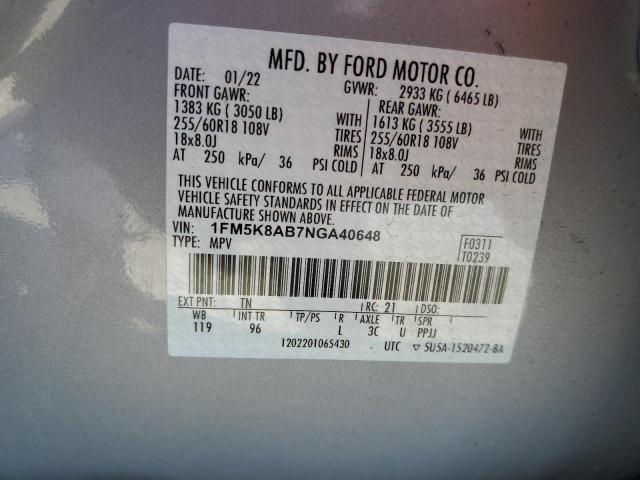 MFD. BY FORD MOTOR CO.
DATE: 01/22 GVWR: 2933 KG ( 6465 LB)
FRONT GAWR: REAR GAWR:
1383 KG ( 3050 LB) WITH 1613 KG ( 3555 LB) WITH
255/60R18 108V TIRES 255/60R18 108V TIRES
18x8.0J RIMS 18x8.0J RIMS
AT 250 kPa/ 36 PSI COLD AT 250 kPa/ 36 PSI COLD
THIS VEHICLE CONFORMS TO ALL APPLICABLE FEDERAL MOTOR
VEHICLE SAFETY STANDARDS IN EFFECT ON THE DATE OF
MANUFACTURE SHOWN ABOVE.
VIN: 1FM5K8AB7NGA40648 F0311
TYPE: MPV T0239
EXT PNT: TN RC: 21 DSO:
WB INT TR TP/PS R AXLE TR SPR
119 96 L 3C U PPJJ
1202201065430 UTC ▽ 5U5A-1520472-BA